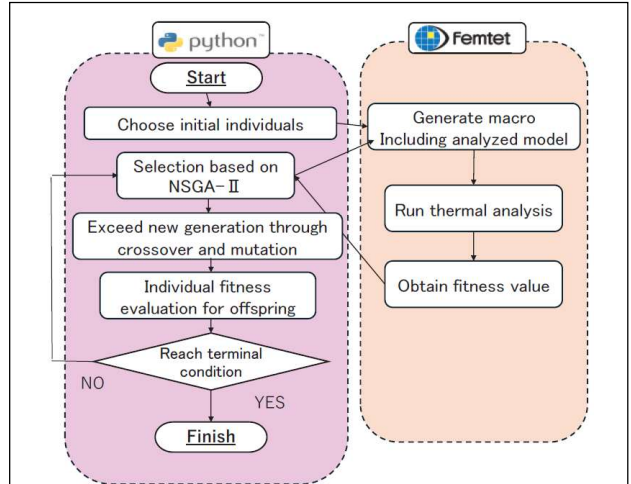 python™
Femtet
Start
Choose initial individuals
Generate macro
Including analyzed model
Selection based on
NSGA-Ⅱ
Run thermal analysis
Exceed new generation through
crossover and mutation
Individual fitness
evaluation for offspring
Obtain fitness value
Reach terminal
condition
NO
YES
Finish